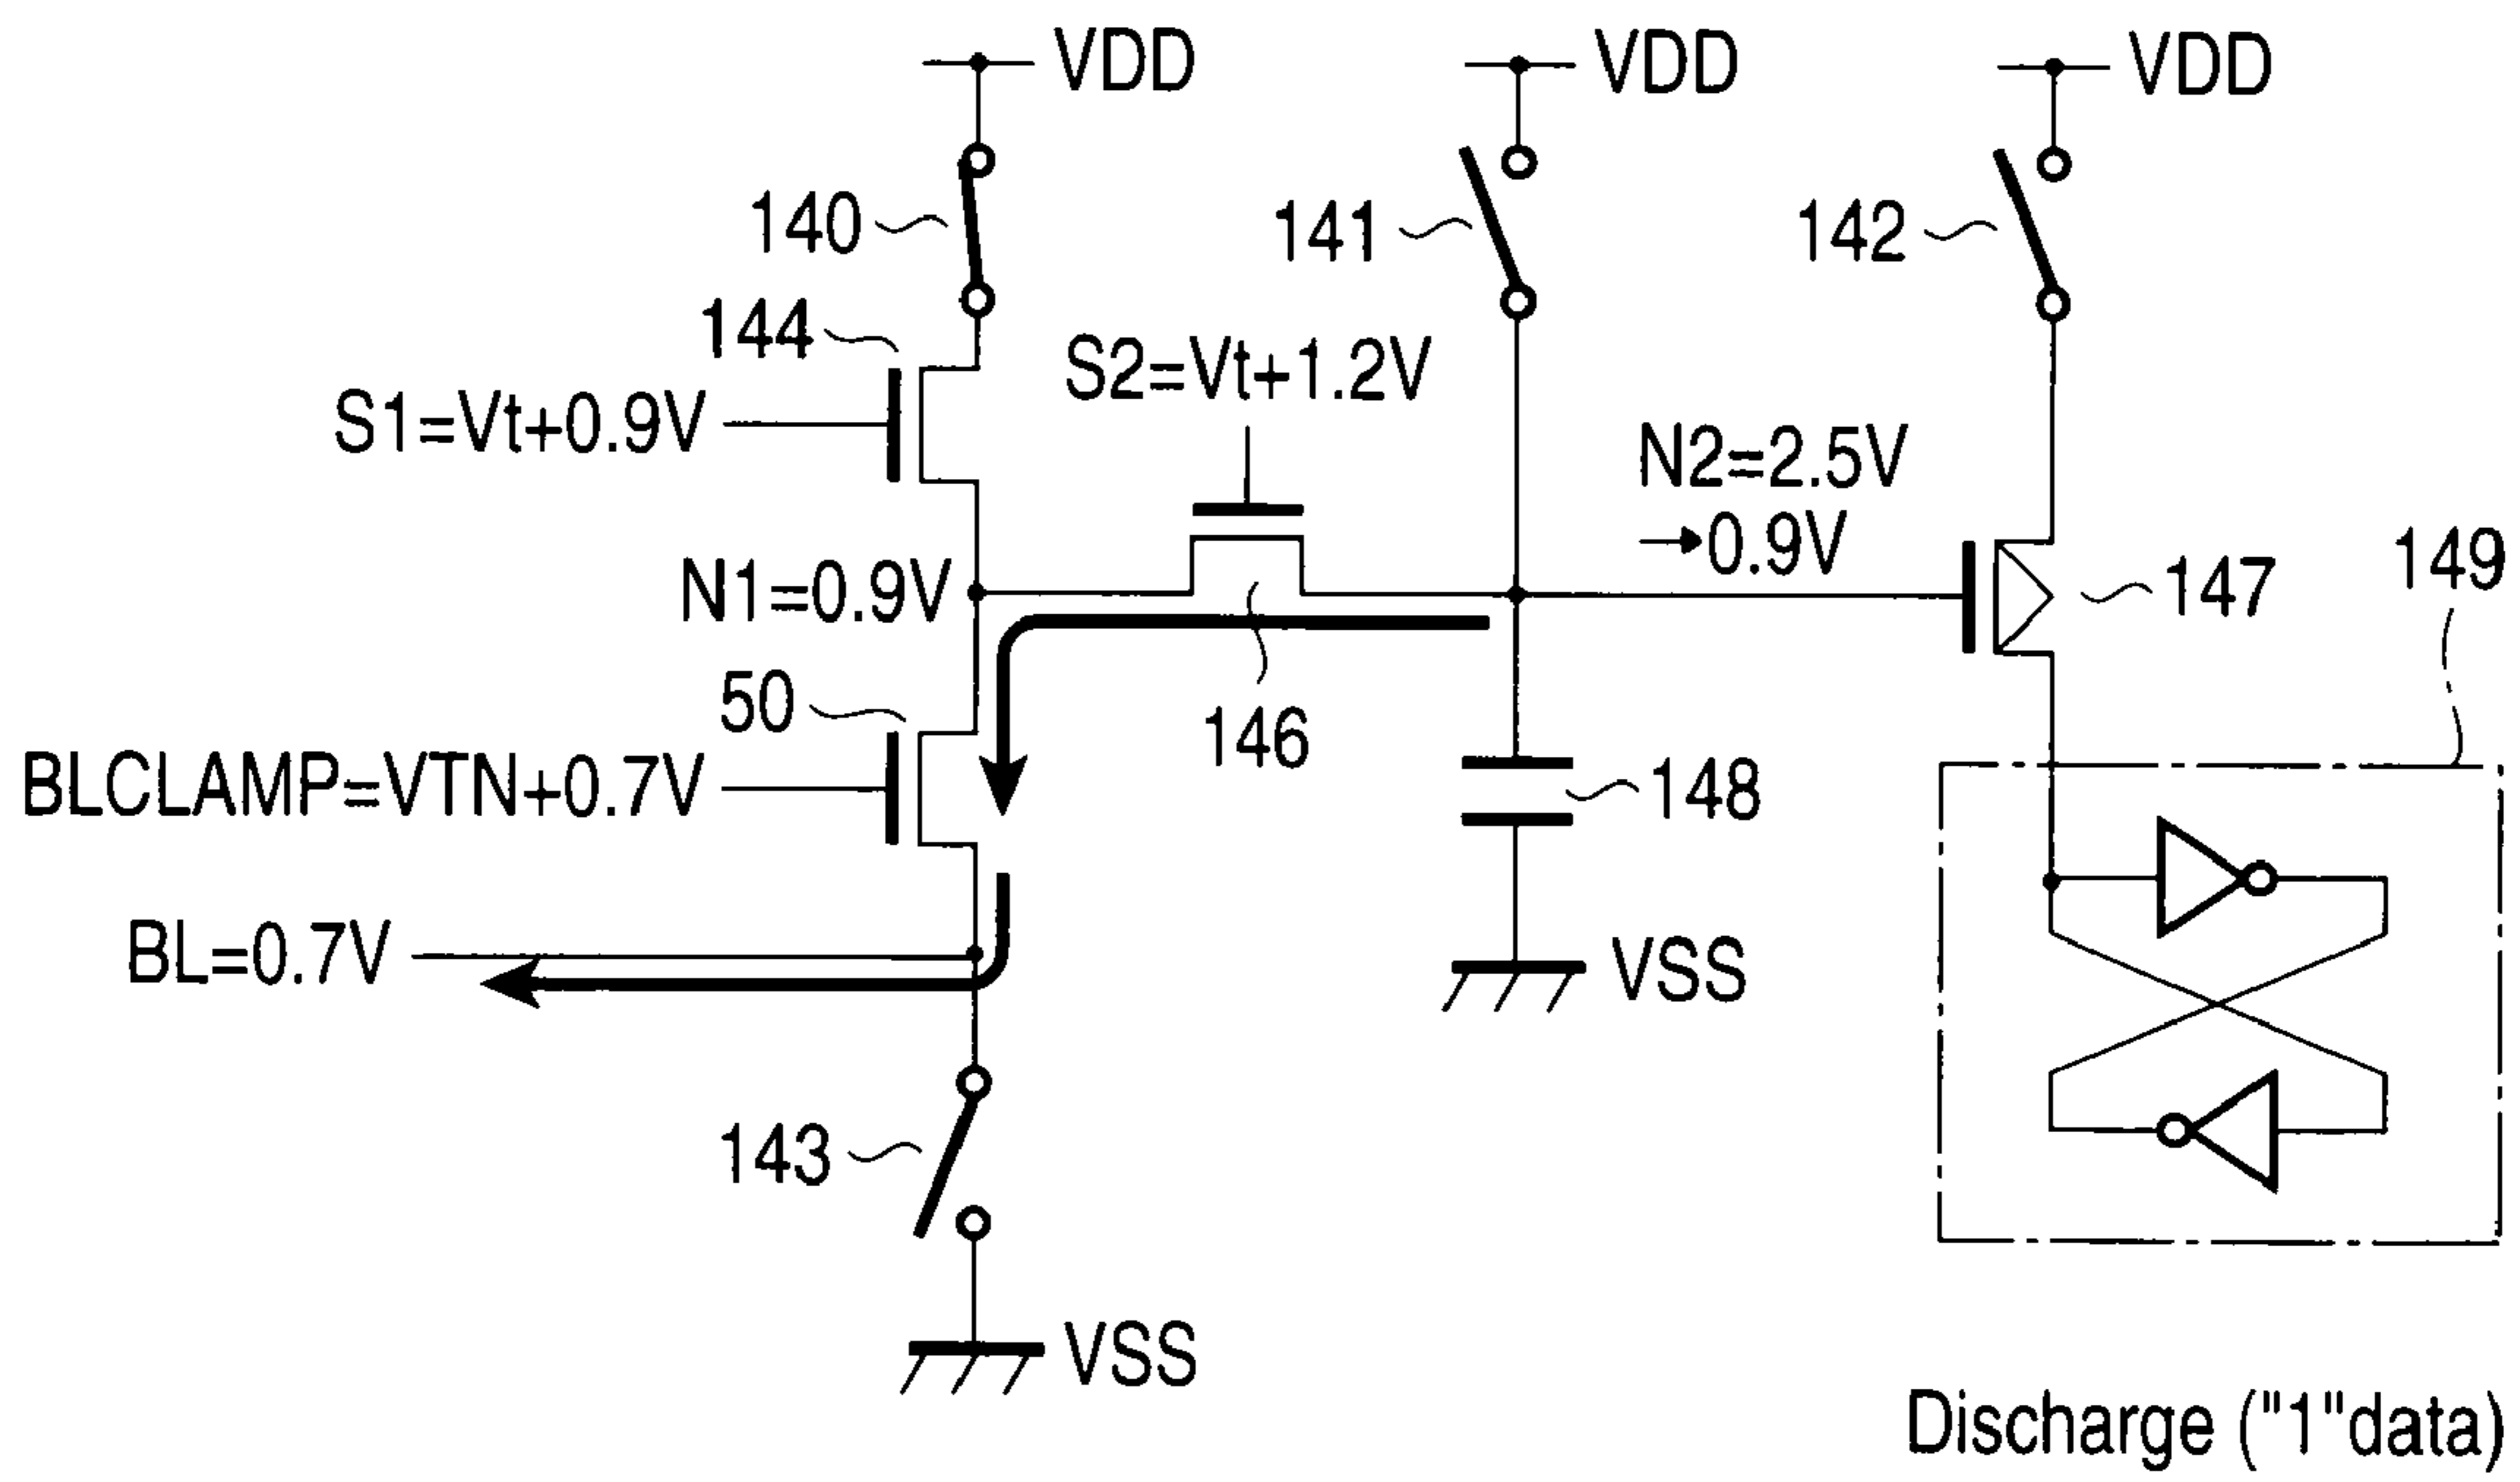 VDD
VDD
VDD
140
141
142
144
S2=Vt+1.2V
S1=Vt+0.9V
N2=2.5V
→0.9V
149
N1=0.9V
147
50
146
BLCLAMP=VTN+0.7V
148
BL=0.7V
VSS
143
VSS
Discharge ("1"data)